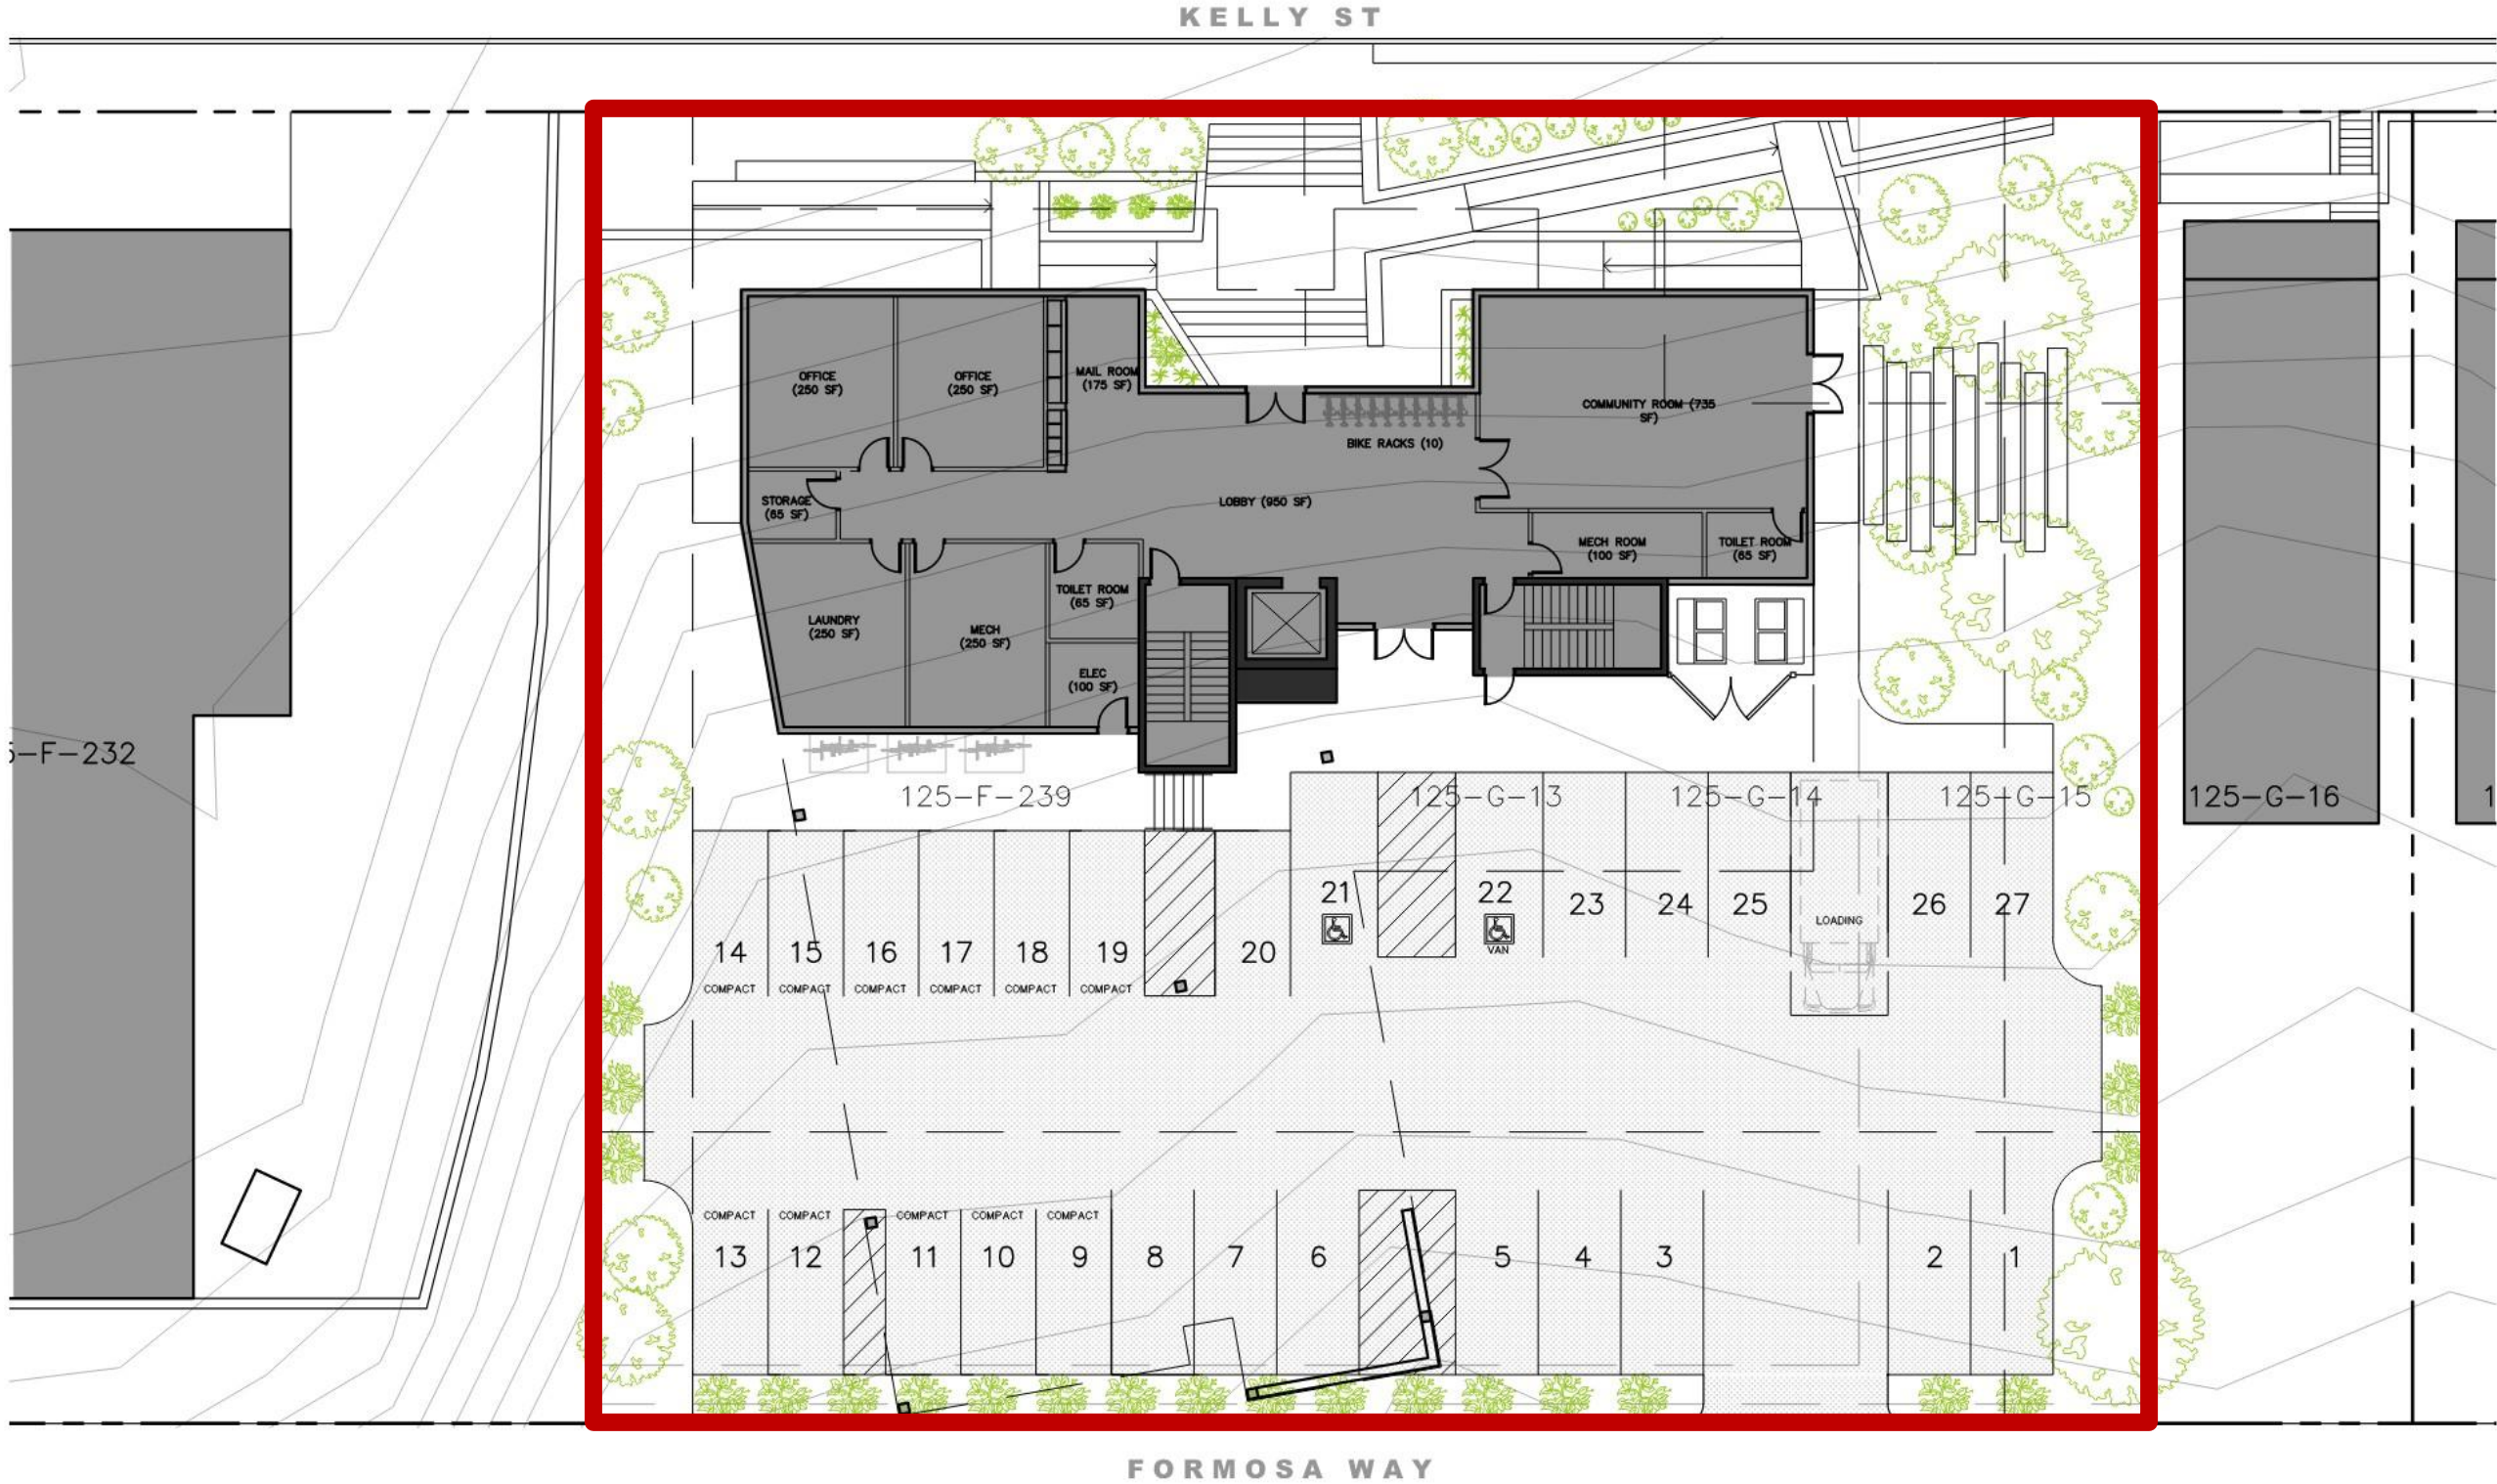 KELLY ST
OFFICE
(250 SF)
OFFICE
(250 SF)
MAIL ROOM
(175 SF)
COMMUNITY ROOM (735
SF)
BIKE RACKS (10)
STORAGE
(65 SF)
LOBBY (950 SF)
MECH ROOM
(100 SF)
TOILET ROOM
(65 SF)
TOILET ROOM
(65 SF)
LAUNDRY
(250 SF)
MECH
(250 SF)
ELEC
(100 SF)
5-F-232
125-F-239
125-G-13
125-G-14
125-G-15
125-G-16
1
21
22
VAN
23
24
25
LOADING
26
27
14
15
16
17
18
19
20
COMPACT
COMPACT
COMPACT
COMPACT
COMPACT
COMPACT
COMPACT
COMPACT
COMPACT
COMPACT
COMPACT
13
12
11
10
9
8
7
6
5
4
3
2
1
FORMOSA WAY